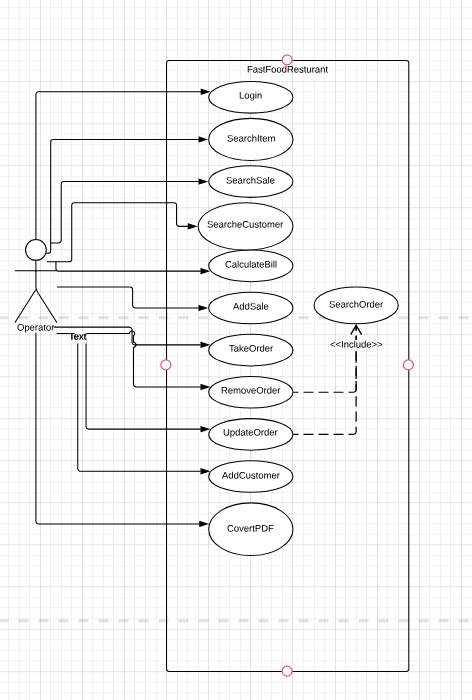 FastFoodResturant
Login
SearchItem
SearchSale
SearcheCustomer
CalculateBill
AddSale
SearchOrder
Operator
Text
TakeOrder
<<Include>>
RemoveOrder
UpdateOrder
AddCustomer
CovertPDF